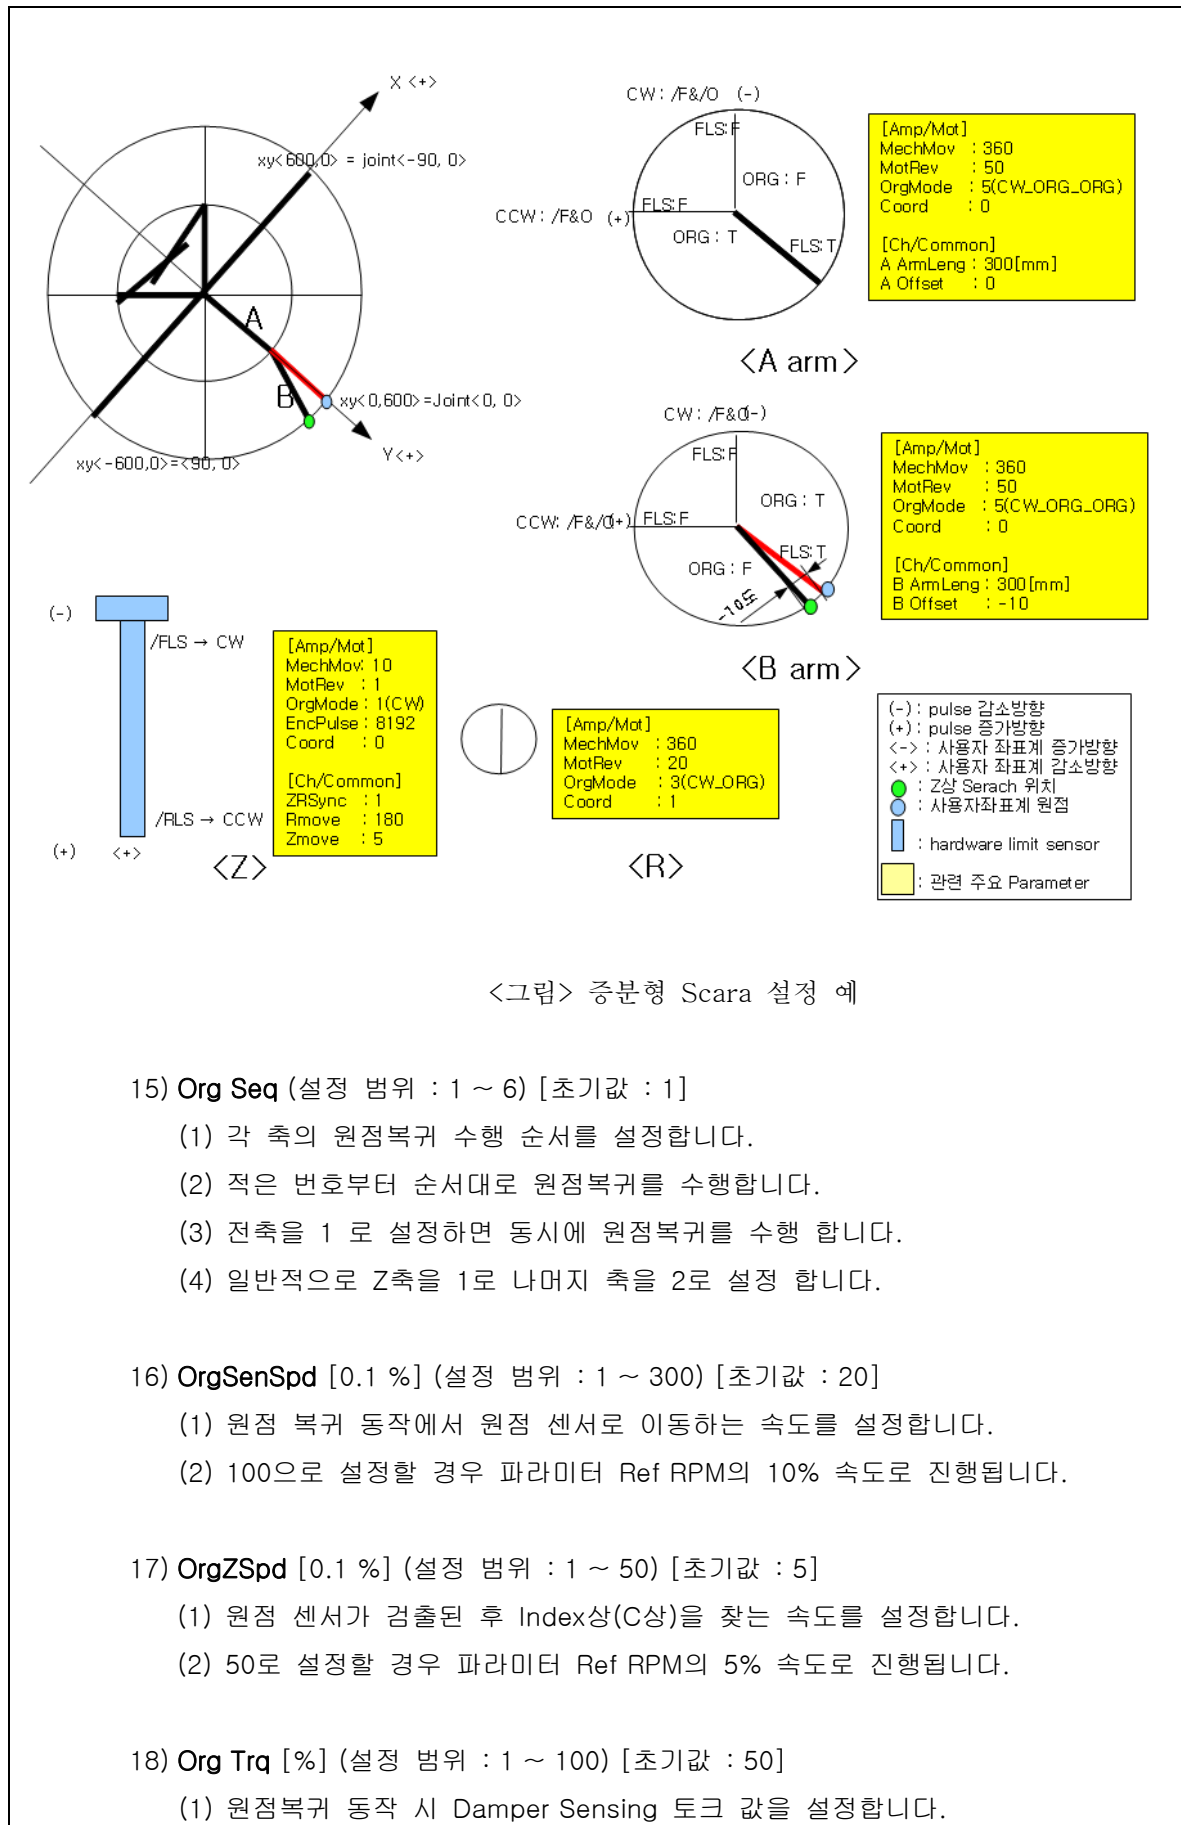 X <+>
xy<600,0> = joint<-90, 0>
A
B
xy<0,600>=Joint<0, 0>
Y<+>
xy<-600,0>=<90, 0>
CW: /F&/O (-)
FLS:F
ORG : F
CCW: /F&O (+)
FLS:F
ORG : T
FLS:T
<A arm>
[Amp/Mot]
MechMov : 360
MotRev : 50
OrgMode : 5(CW_ORG_ORG)
Coord : 0
[Ch/Common]
A ArmLeng : 300[mm]
A Offset : 0
CW: /F&O(-)
FLS:F
ORG : T
CCW: /F&/O(+)
FLS:F
FLS:T
ORG : F
-10도
<B arm>
[Amp/Mot]
MechMov : 360
MotRev : 50
OrgMode : 5(CW_ORG_ORG)
Coord : 0
[Ch/Common]
B ArmLeng : 300[mm]
B Offset : -10
(-)
/FLS → CW
/RLS → CCW
(+) <+>
<Z>
[Amp/Mot]
MechMov: 10
MotRev : 1
OrgMode : 1(CW)
EncPulse : 8192
Coord : 0
[Ch/Common]
ZRSync : 1
Rmove : 180
Zmove : 5
[Amp/Mot]
MechMov : 360
MotRev : 20
OrgMode : 3(CW_ORG)
Coord : 1
<R>
(-) : pulse 감소방향
(+) : pulse 증가방향
<-> : 사용자 좌표계 증가방향
<+> : 사용자 좌표계 감소방향
: Z상 Serach 위치
: 사용자좌표계 원점
: hardware limit sensor
: 관련 주요 Parameter
<그림> 증분형 Scara 설정 예
15) Org Seq (설정 범위 : 1 ~ 6) [초기값 : 1]
(1) 각 축의 원점복귀 수행 순서를 설정합니다.
(2) 적은 번호부터 순서대로 원점복귀를 수행합니다.
(3) 전축을 1 로 설정하면 동시에 원점복귀를 수행 합니다.
(4) 일반적으로 Z축을 1로 나머지 축을 2로 설정 합니다.
16) OrgSenSpd [0.1 %] (설정 범위 : 1 ~ 300) [초기값 : 20]
(1) 원점 복귀 동작에서 원점 센서로 이동하는 속도를 설정합니다.
(2) 100으로 설정할 경우 파라미터 Ref RPM의 10% 속도로 진행됩니다.
17) OrgZSpd [0.1 %] (설정 범위 : 1 ~ 50) [초기값 : 5]
(1) 원점 센서가 검출된 후 Index상(C상)을 찾는 속도를 설정합니다.
(2) 50로 설정할 경우 파라미터 Ref RPM의 5% 속도로 진행됩니다.
18) Org Trq [%] (설정 범위 : 1 ~ 100) [초기값 : 50]
(1) 원점복귀 동작 시 Damper Sensing 토크 값을 설정합니다.